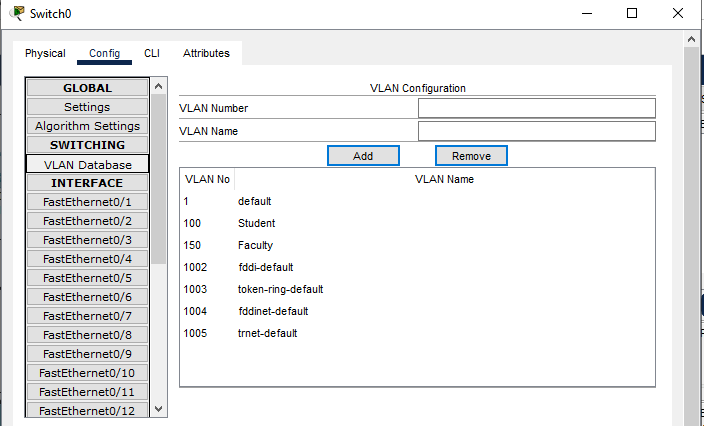 Switch0
Physical Config CLI Attributes
GLOBAL
Settings
Algorithm Settings
SWITCHING
VLAN Database
INTERFACE
FastEthernet0/1
FastEthernet0/2
FastEthernet0/3
FastEthernet0/4
FastEthernet0/5
FastEthernet0/6
FastEthernet0/7
FastEthernet0/8
FastEthernet0/9
FastEthernet0/10
FastEthernet0/11
FastEthernet0/12
VLAN Configuration
VLAN Number
VLAN Name
Add Remove
VLAN No VLAN Name
1 default
100 Student
150 Faculty
1002 fddi-default
1003 token-ring-default
1004 fddinet-default
1005 trnet-default